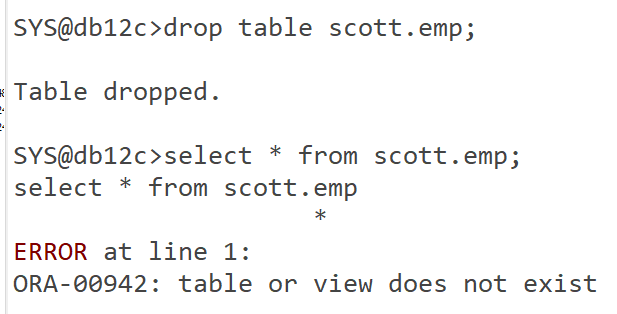 SYS@db12c>drop table scott.emp;
Table dropped.
SYS@db12c>select * from scott.emp;
select * from scott.emp
*
ERROR at line 1:
ORA-00942: table or view does not exist